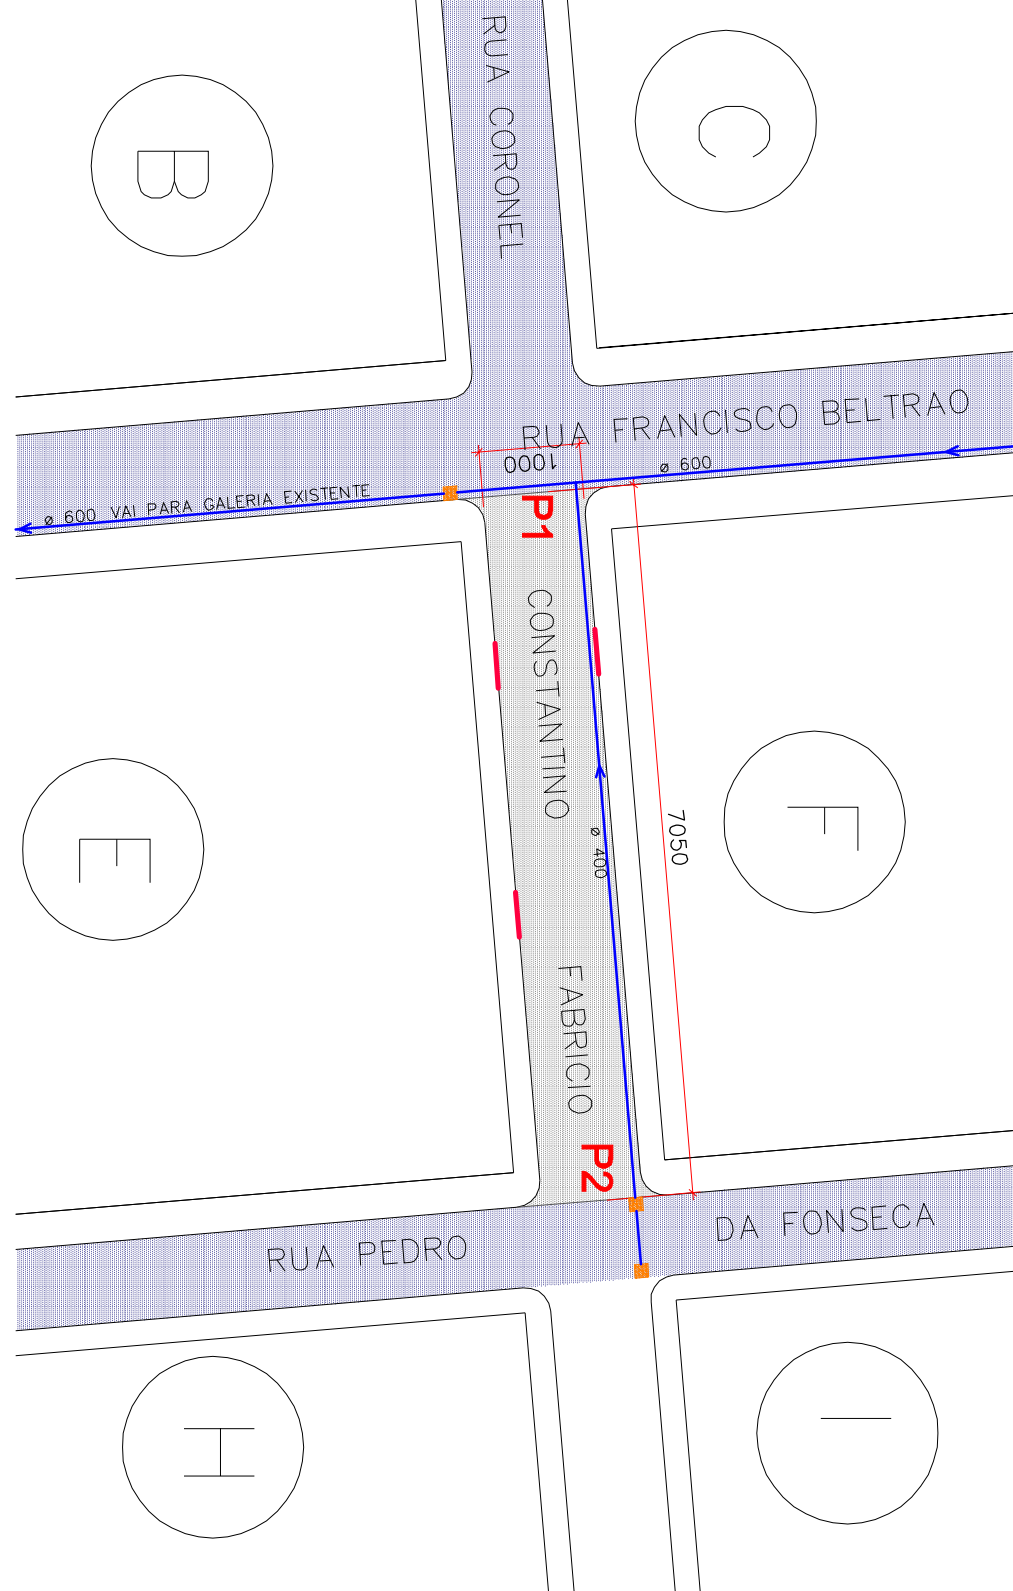 C
B
RUA CORONEL
RUA FRANCISCO BELTRAO
1000
ø 600
ø 600 VAI PARA GALERIA EXISTENTE
P1
CONSTANTINO
F
7050
ø 400
E
FABRICIO
P2
RUA PEDRO
DA FONSECA
H
I